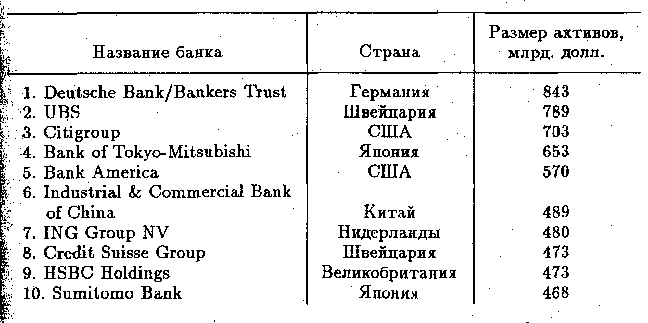 Название банка Страна Размер активов,
млрд. долл.
1. Deutsche Bank/Bankers Trust Германия 843
2. UBS Швейцария 789
3. Citigroup США 703
4. Bank of Tokyo-Mitsubishi Япония 653
5. Bank America США 570
6. Industrial & Commercial Bank
of China Китай 489
7. ING Group NV Нидерланды 480
8. Credit Suisse Group Швейцария 473
9. HSBC Holdings Великобритания 473
10. Sumitomo Bank Япония 468